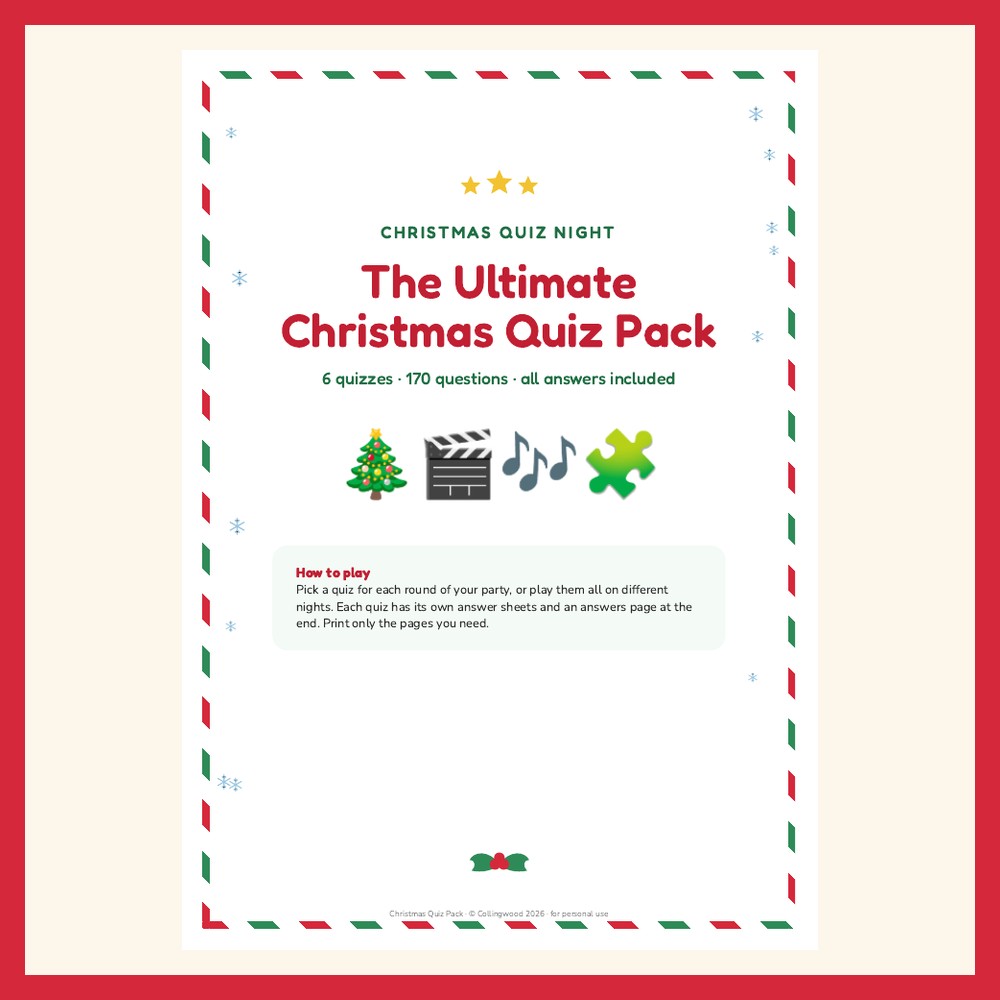 CHRISTMAS QUIZ NIGHT
The Ultimate
Christmas Quiz Pack
6 quizzes · 170 questions · all answers included
How to play
Pick a quiz for each round of your party, or play them all on different
nights. Each quiz has its own answer sheets and an answers page at the
end. Print only the pages you need.
Christmas Quiz Pack · © Collingwood 2026 · for personal use